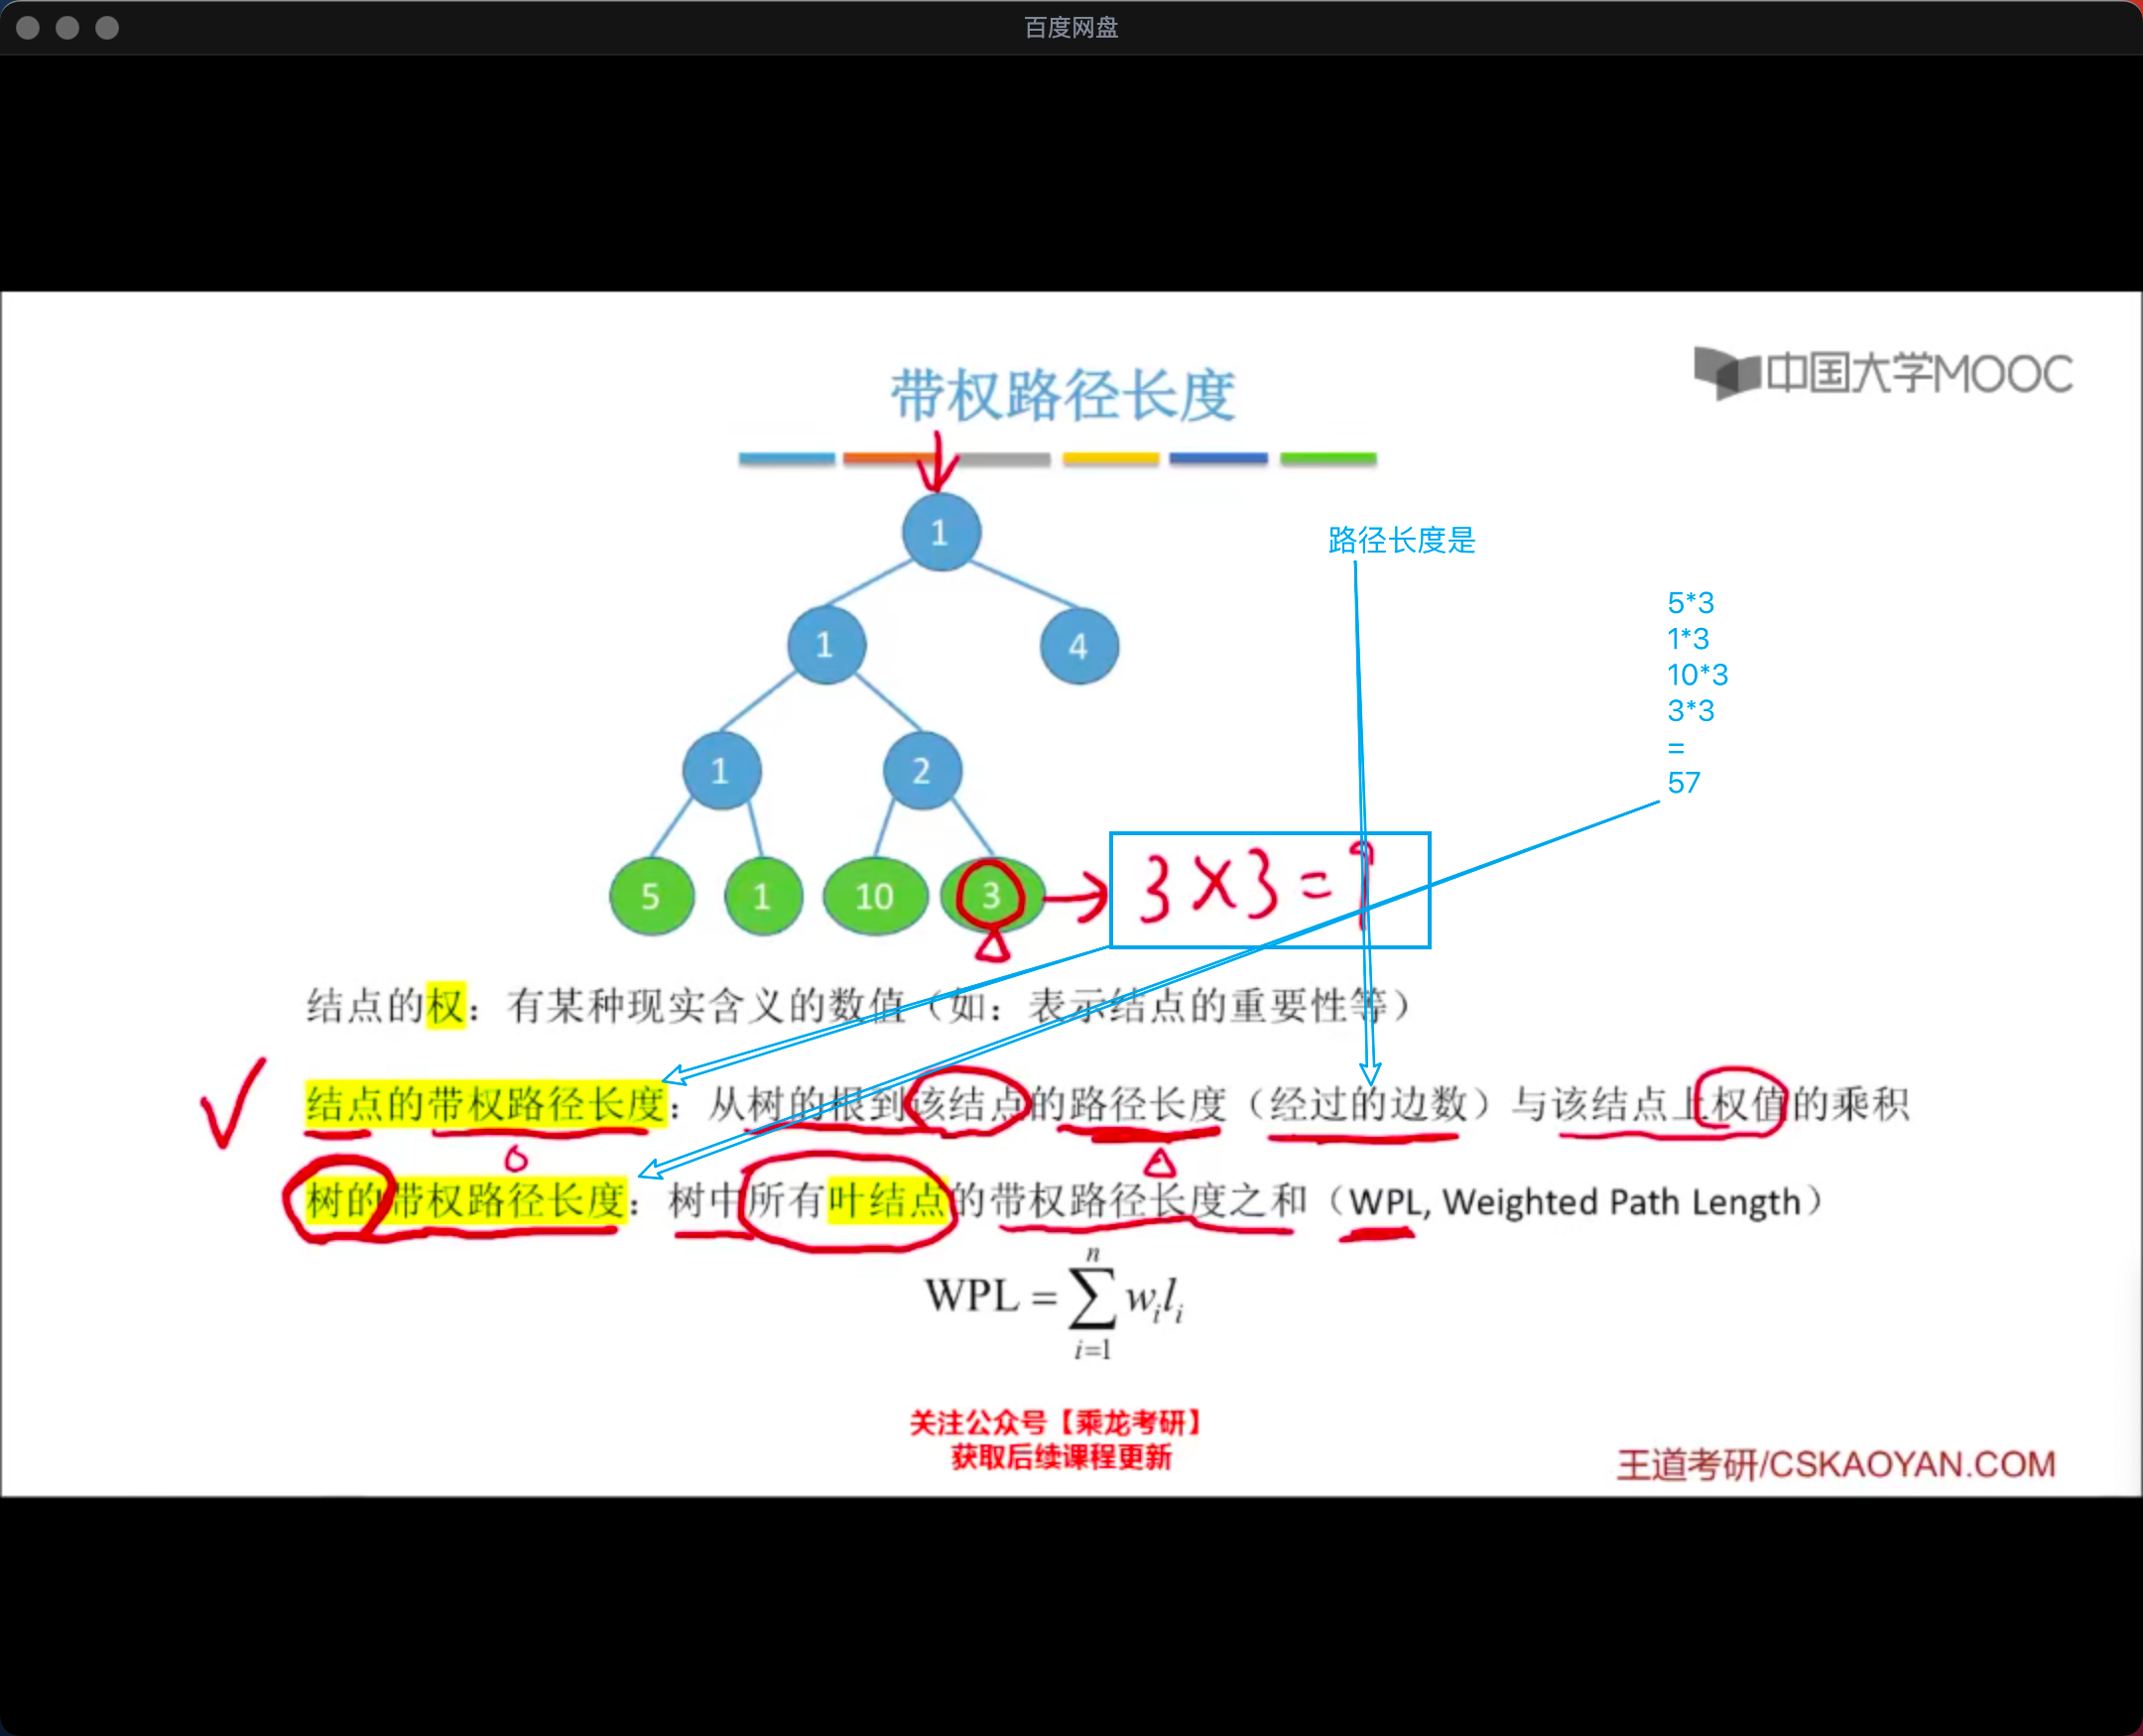 百度网盘
中国大学MOOC
带权路径长度
1
路径长度是
5*3
1*3
10*3
3*3
=
57
1
4
1
2
5
1
10
3
3×3=9
结点的权：有某种现实含义的数值（如：表示结点的重要性等）
结点的带权路径长度：从树的根到该结点的路径长度（经过的边数）与该结点上权值的乘积
树的带权路径长度：树中所有叶结点的带权路径长度之和（WPL, Weighted Path Length）
n
WPL = ∑ wᵢlᵢ
i=1
关注公众号【乘龙考研】
获取后续课程更新
王道考研/CSKAOYAN.COM